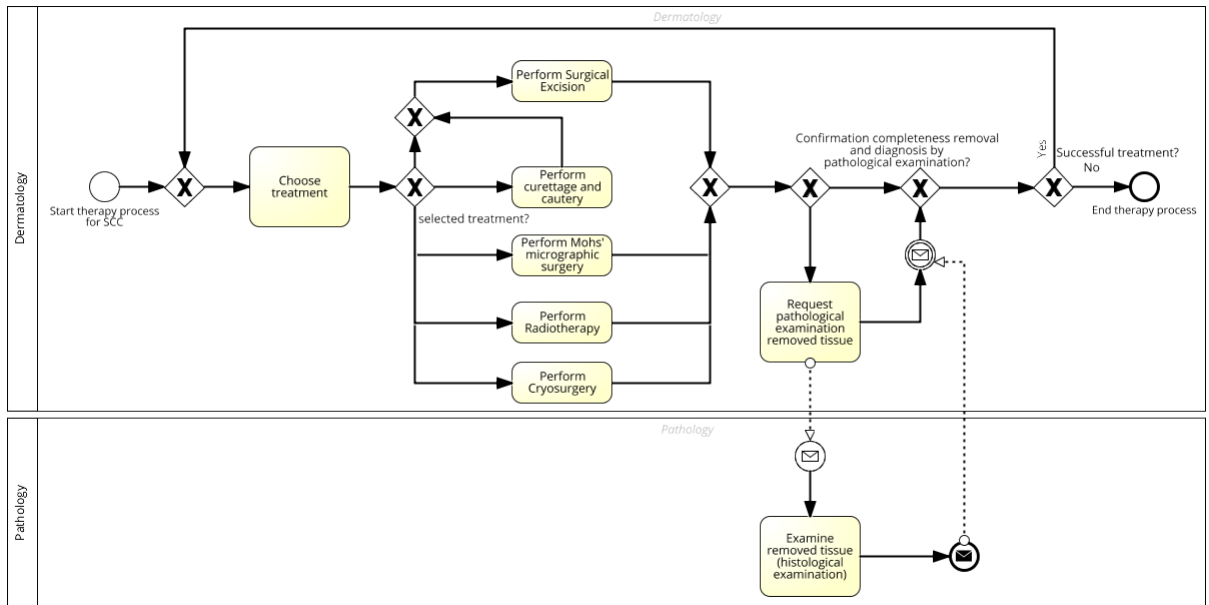 Dermatology
Dermatology
Perform Surgical
Excision
Confirmation completeness removal
and diagnosis by
pathological examination?
Yes
Successful treatment?
No
Choose
treatment
Perform
curettage and
cautery
Start therapy process
for SCC
selected treatment?
End therapy process
Perform Mohs'
micrographic
surgery
Request
pathological
examination
removed tissue
Perform
Radiotherapy
Perform
Cryosurgery
Pathology
Pathology
Examine
removed tissue
(histological
examination)